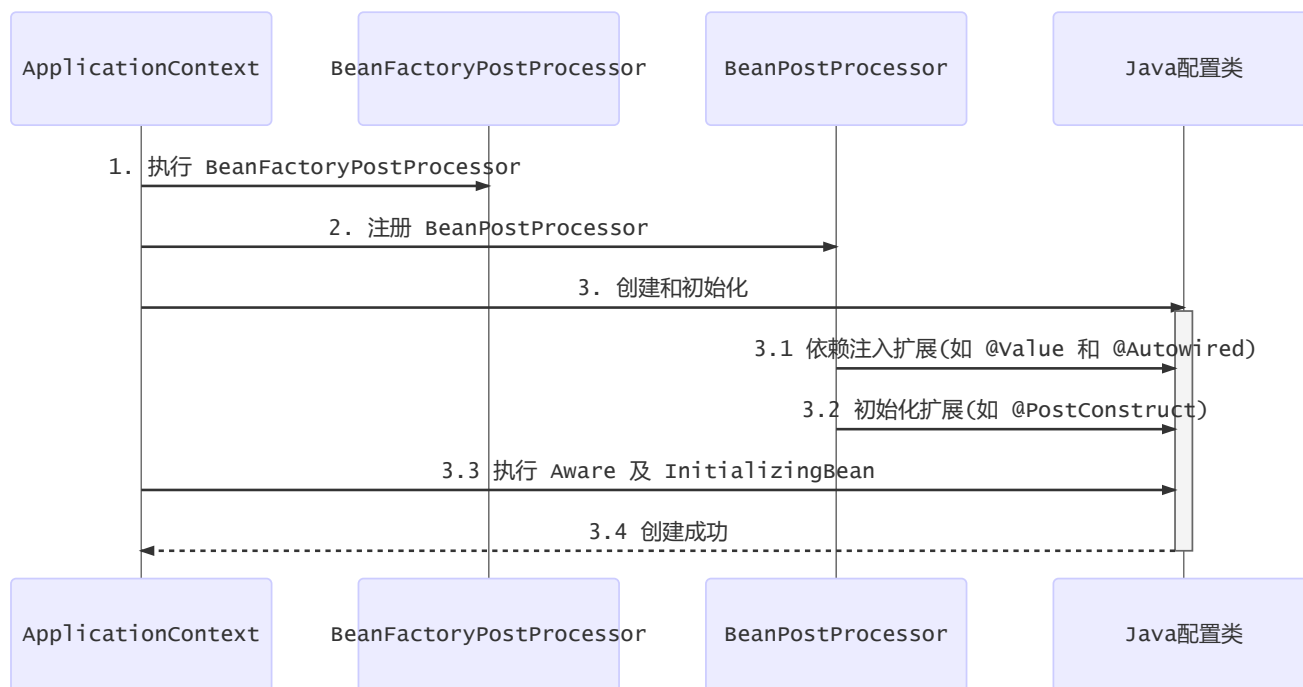 ApplicationContext
BeanFactoryPostProcessor
BeanPostProcessor
Java配置类
1. 执行 BeanFactoryPostProcessor
2. 注册 BeanPostProcessor
3. 创建和初始化
3.1 依赖注入扩展(如 @Value 和 @Autowired)
3.2 初始化扩展(如 @PostConstruct)
3.3 执行 Aware 及 InitializingBean
3.4 创建成功
ApplicationContext
BeanFactoryPostProcessor
BeanPostProcessor
Java配置类